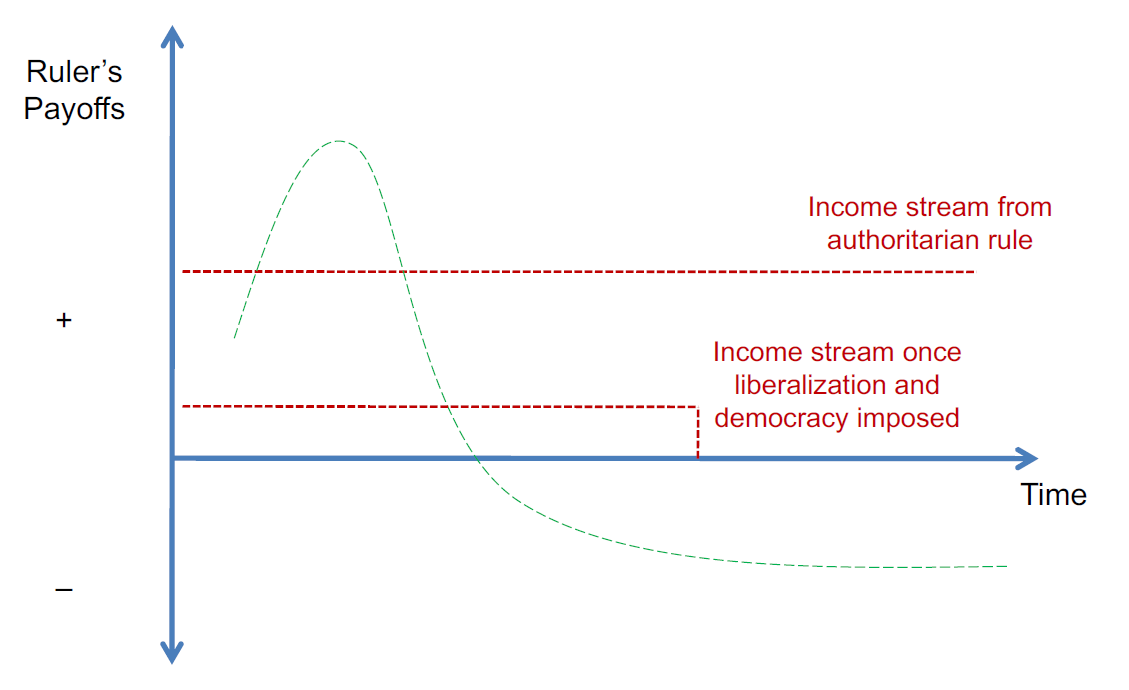 Ruler’s
Payoffs
Income stream from
authoritarian rule
+
Income stream once
liberalization and
democracy imposed
Time
–